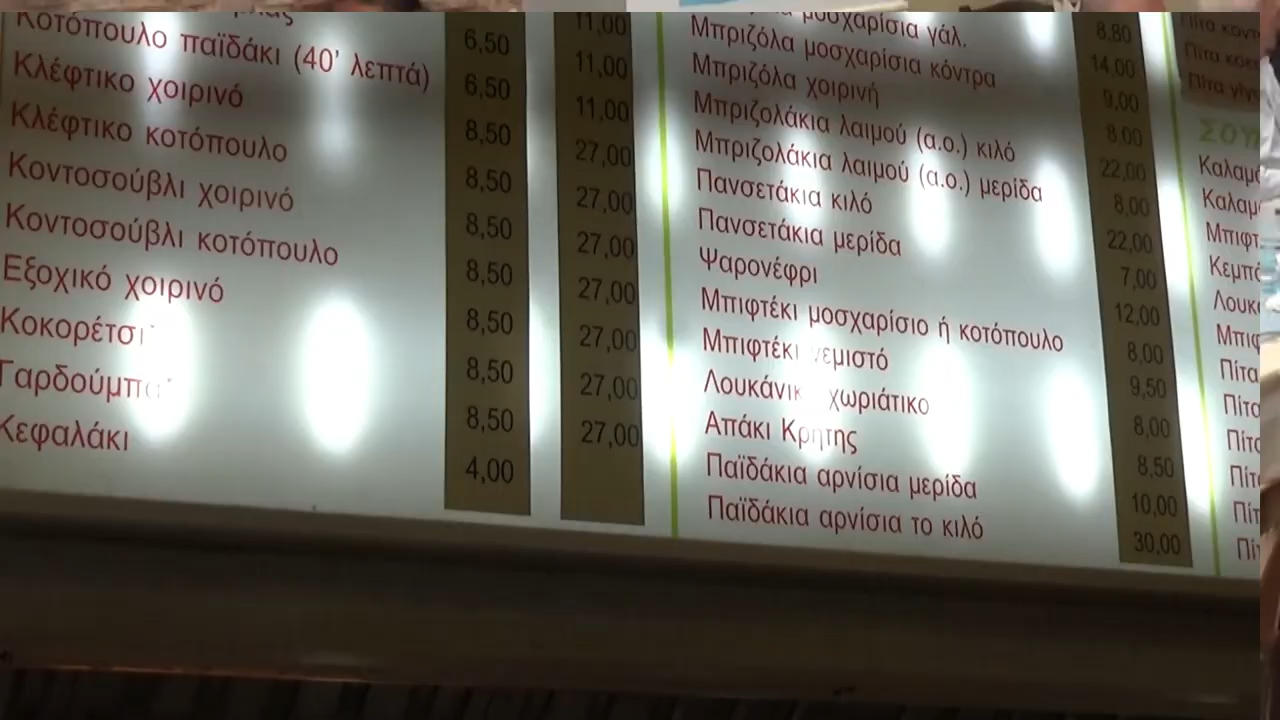 Κοτόπουλο παϊδάκι (40' λεπτά) 6,50 11,00
Κλέφτικο χοιρινό 6,50 11,00
Κλέφτικο κοτόπουλο 8,50 11,00
Κοντοσούβλι χοιρινό 8,50 27,00
Κοντοσούβλι κοτόπουλο 8,50 27,00
Εξοχικό χοιρινό 8,50 27,00
Κοκορέτσι 8,50 27,00
Γαρδούμπα 8,50 27,00
Κεφαλάκι 8,50 27,00
4,00 27,00
μοσχαρίσια γάλ. 8,80
Μπριζόλα μοσχαρίσια κόντρα 14,00
Μπριζόλα χοιρινή 9,00
Μπριζολάκια λαιμού (α.ο.) κιλό 8,00
Μπριζολάκια λαιμού (α.ο.) μερίδα 22,00
Πανσετάκια κιλό 8,00
Πανσετάκια μερίδα 22,00
Ψαρονέφρι 7,00
Μπιφτέκι μοσχαρίσιο ή κοτόπουλο 12,00
Μπιφτέκι γεμιστό 8,00
Λουκάνικ χωριάτικο 9,50
Απάκι Κρήτης 8,00
Παϊδάκια αρνίσια μερίδα 8,50
Παϊδάκια αρνίσια το κιλό 10,00
30,00
Πίτα
Πίτα
Πίτα
ΣΟΥ
Καλαμ
Καλαμ
Μπιφτ
Κεμπ
Λουκ
Μπιφ
Πίτα
Πίτα
Πίτ
Πίτ
Πίτ
Πί